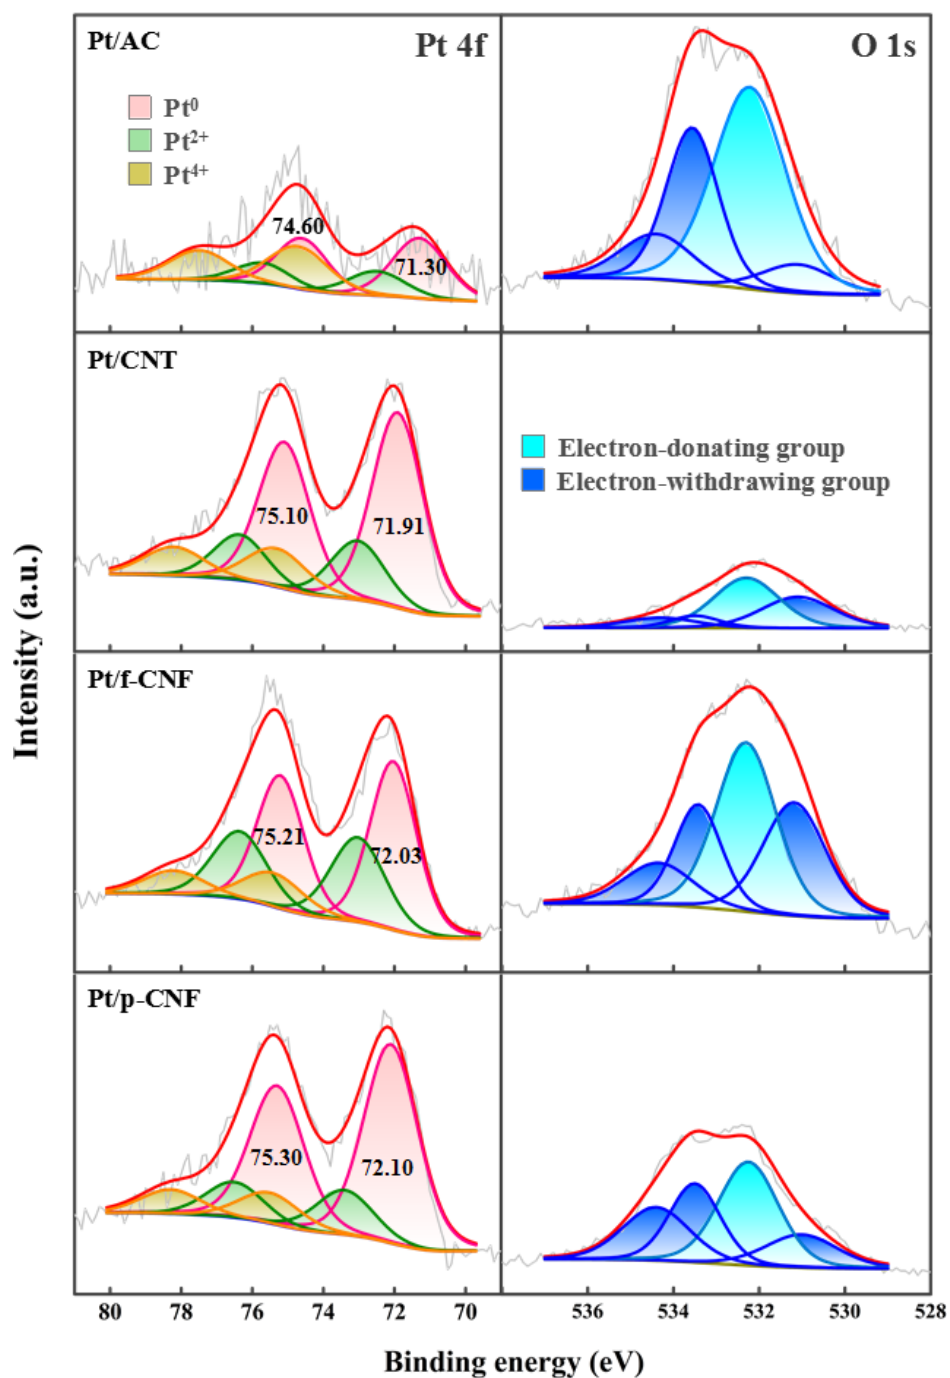 Pt/AC
Pt 4f
O 1s
Pt⁰
Pt²⁺
Pt⁴⁺
74.60
71.30
Pt/CNT
75.10
71.91
Electron-donating group
Electron-withdrawing group
Pt/f-CNF
75.21
72.03
Pt/p-CNF
75.30
72.10
80 78 76 74 72 70 536 534 532 530 528
Binding energy (eV)
Intensity (a.u.)